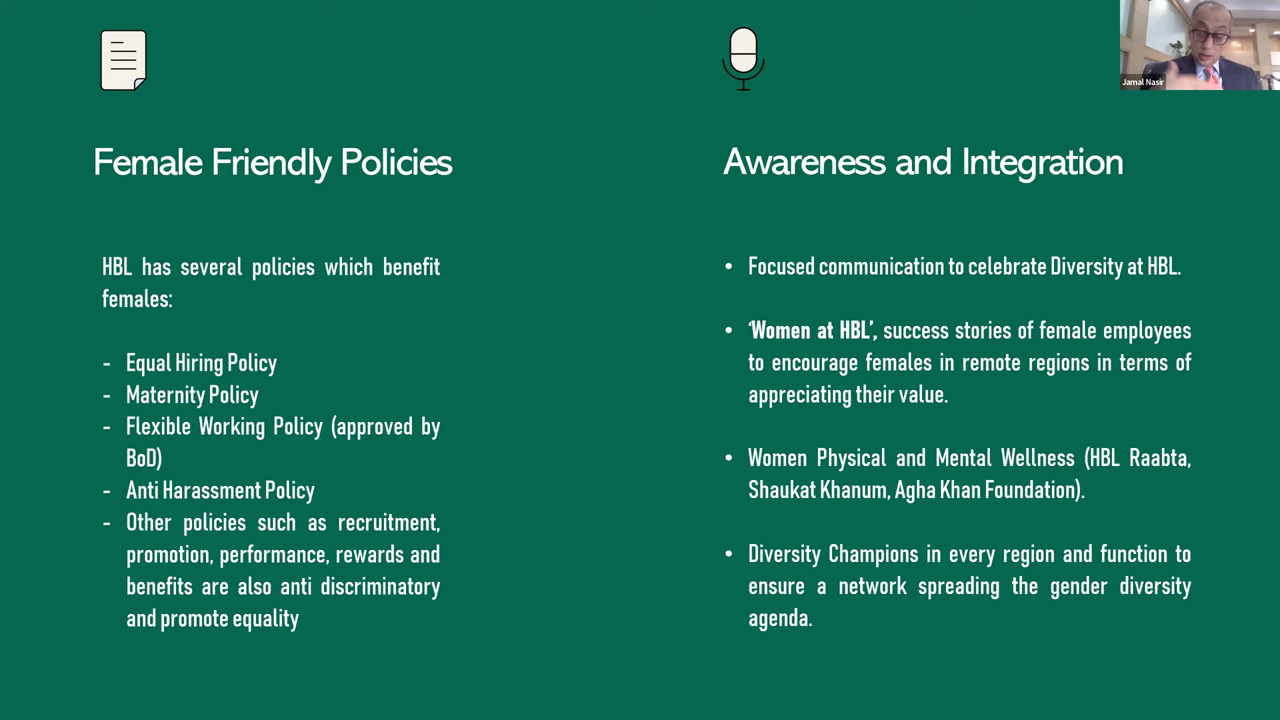 Jamal Nasir
Female Friendly Policies
HBL has several policies which benefit
females:
- Equal Hiring Policy
- Maternity Policy
- Flexible Working Policy (approved by
BoD)
- Anti Harassment Policy
- Other policies such as recruitment,
promotion, performance, rewards and
benefits are also anti discriminatory
and promote equality
Awareness and Integration
• Focused communication to celebrate Diversity at HBL.
• ‘Women at HBL’, success stories of female employees
to encourage females in remote regions in terms of
appreciating their value.
• Women Physical and Mental Wellness (HBL Raabta,
Shaukat Khanum, Agha Khan Foundation).
• Diversity Champions in every region and function to
ensure a network spreading the gender diversity
agenda.